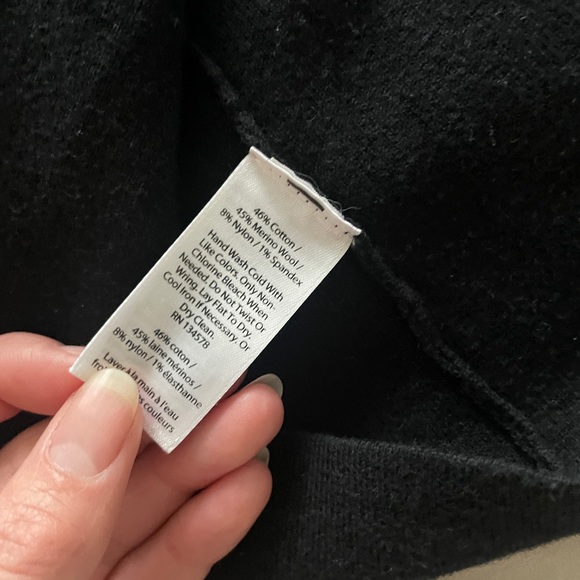 46% Cotton /
45% Merino Wool /
8% Nylon / 1% Spandex
Hand Wash Cold With
Like Colors. Only Non-
Chlorine Bleach When
Needed. Do Not Twist Or
Wring. Lay Flat To Dry.
Cool Iron If Necessary. Or
Dry Clean.
RN 134578
46% coton /
45% laine mérinos /
8% nylon / 1% élasthanne
Laver à la main à l'eau
couleurs